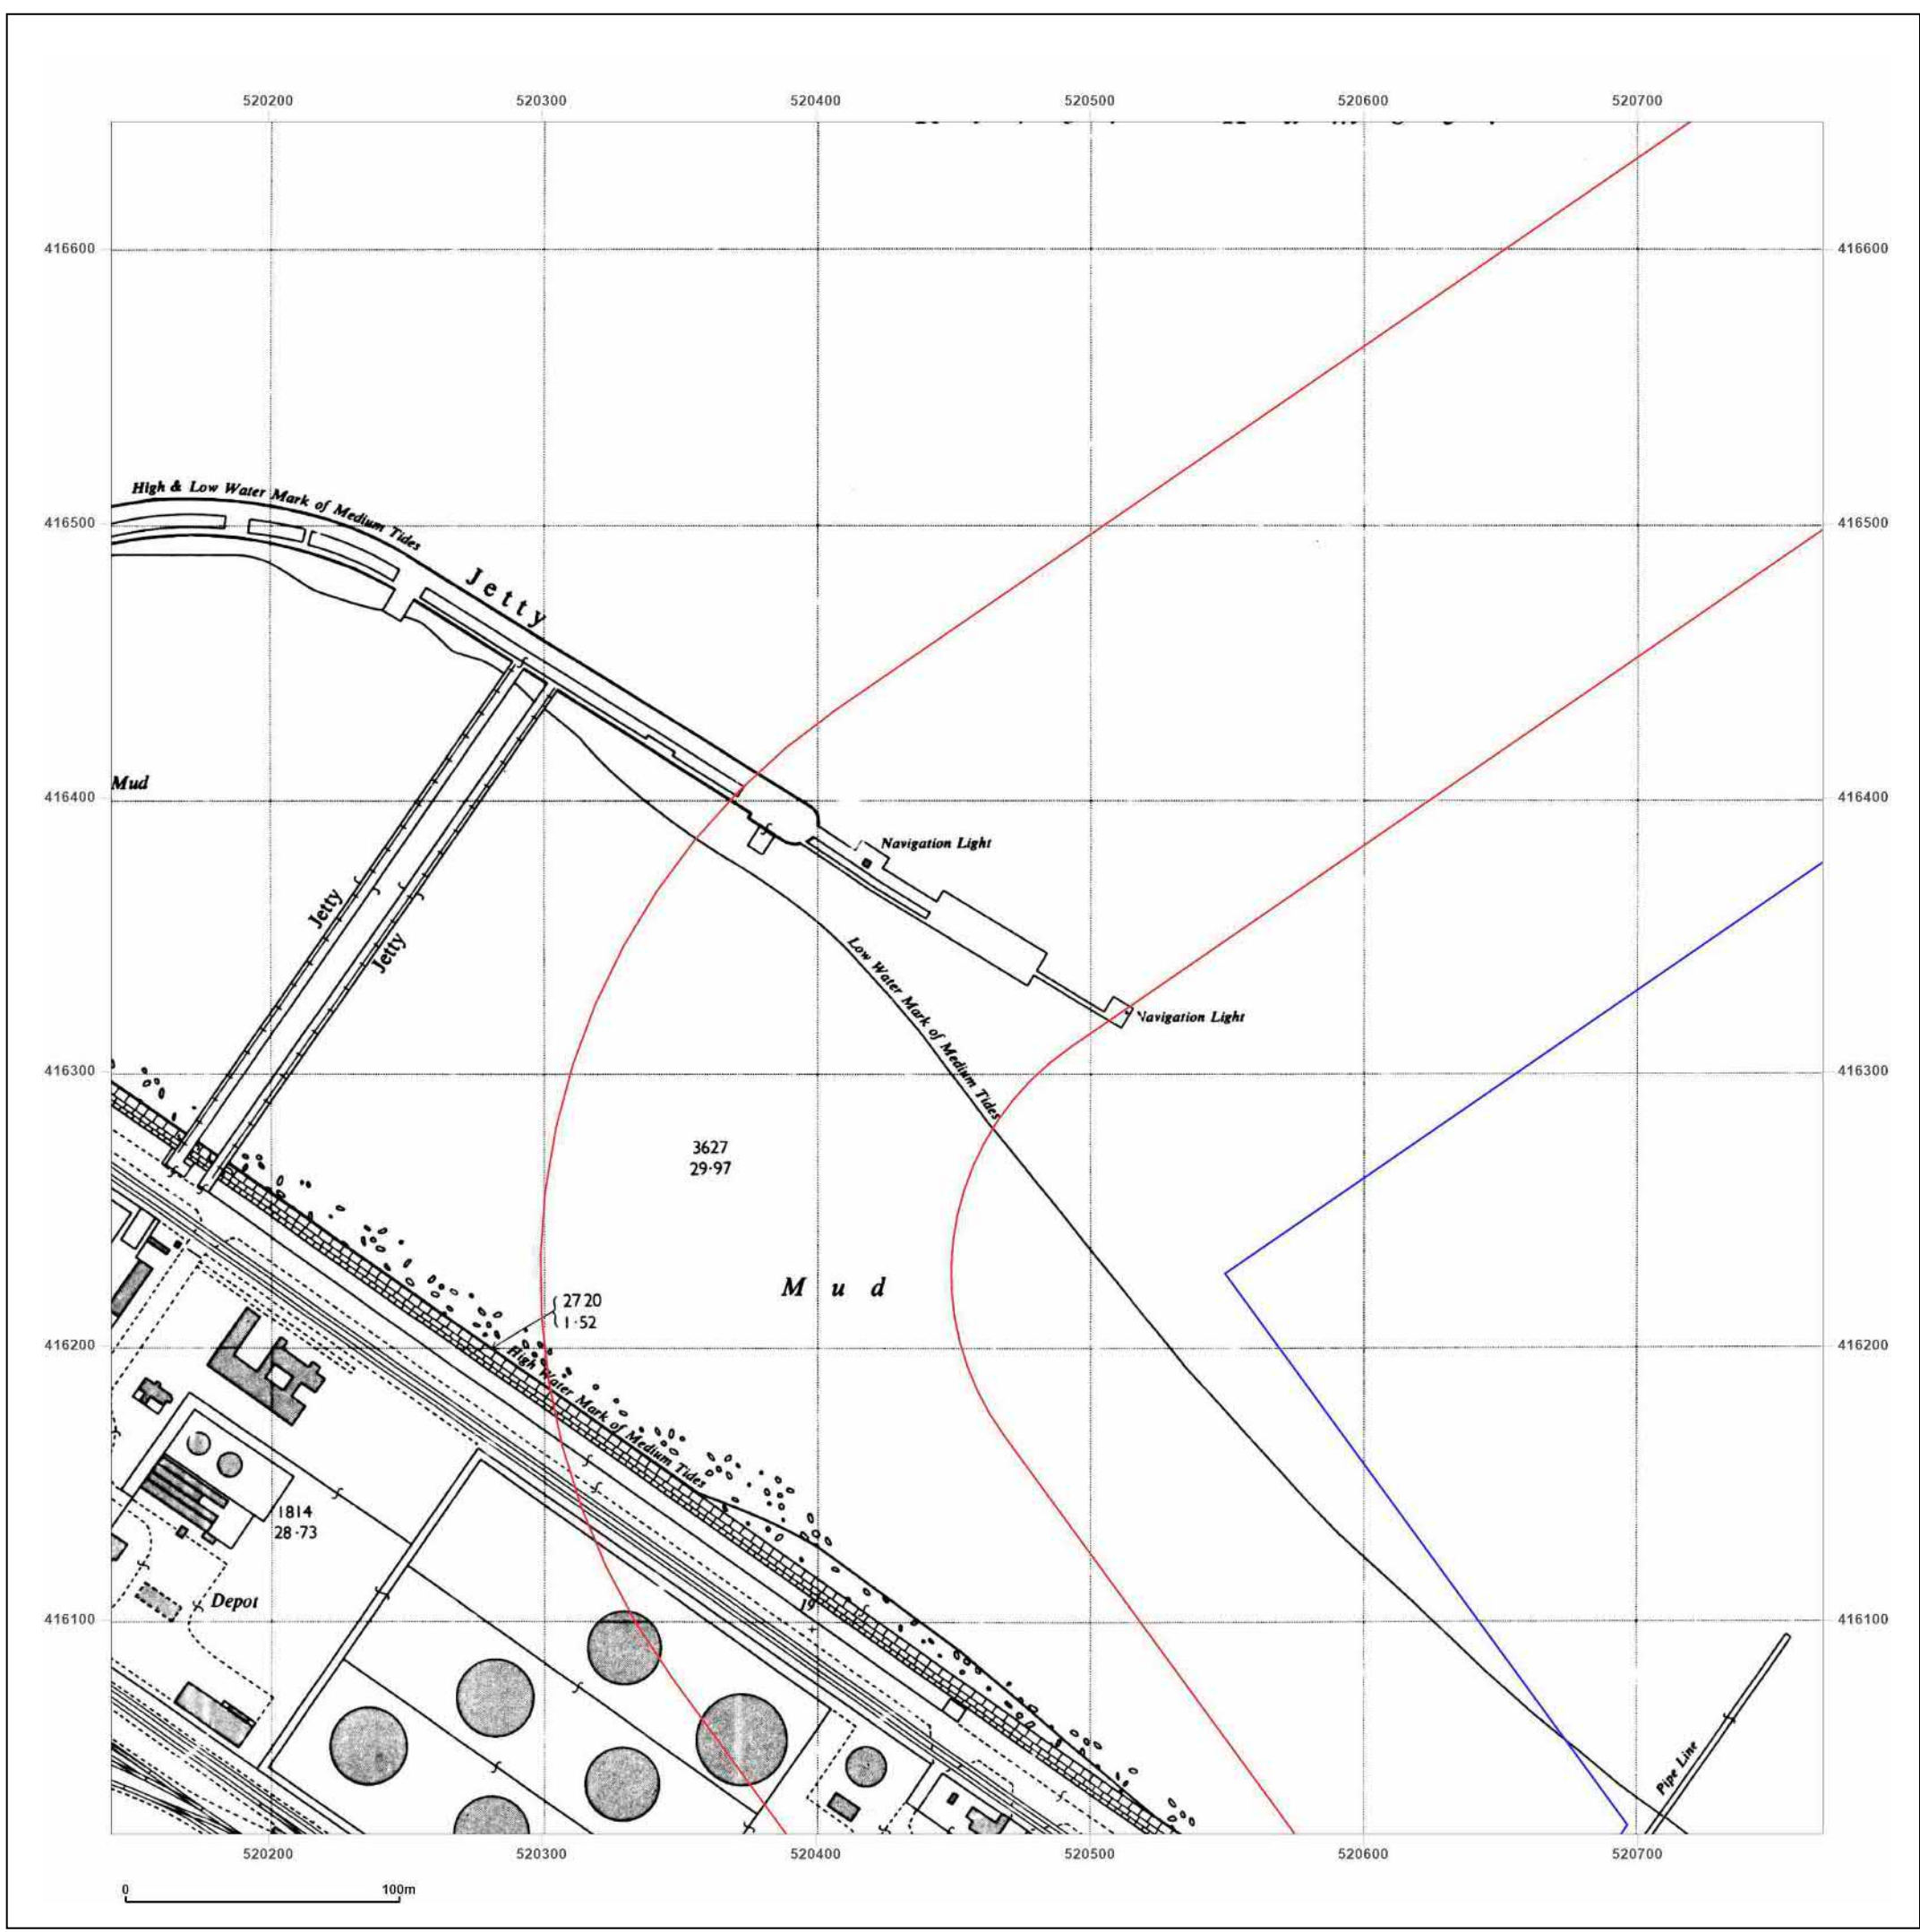 520200 520300 520400 520500 520600 520700
416600 416600
High & Low Water Mark of Medium Tides
416500 416500
Jetty
Mud
416400 416400
Navigation Light
Jetty
Jetty
Low Water Mark of Medium Tides
Navigation Light
416300 416300
3627
29·97
Mud
2720
1·52
416200 416200
High Water Mark of Medium Tides
1814
28·73
Depot
19
416100 416100
Pipe Line
520200 520300 520400 520500 520600 520700
0 100m